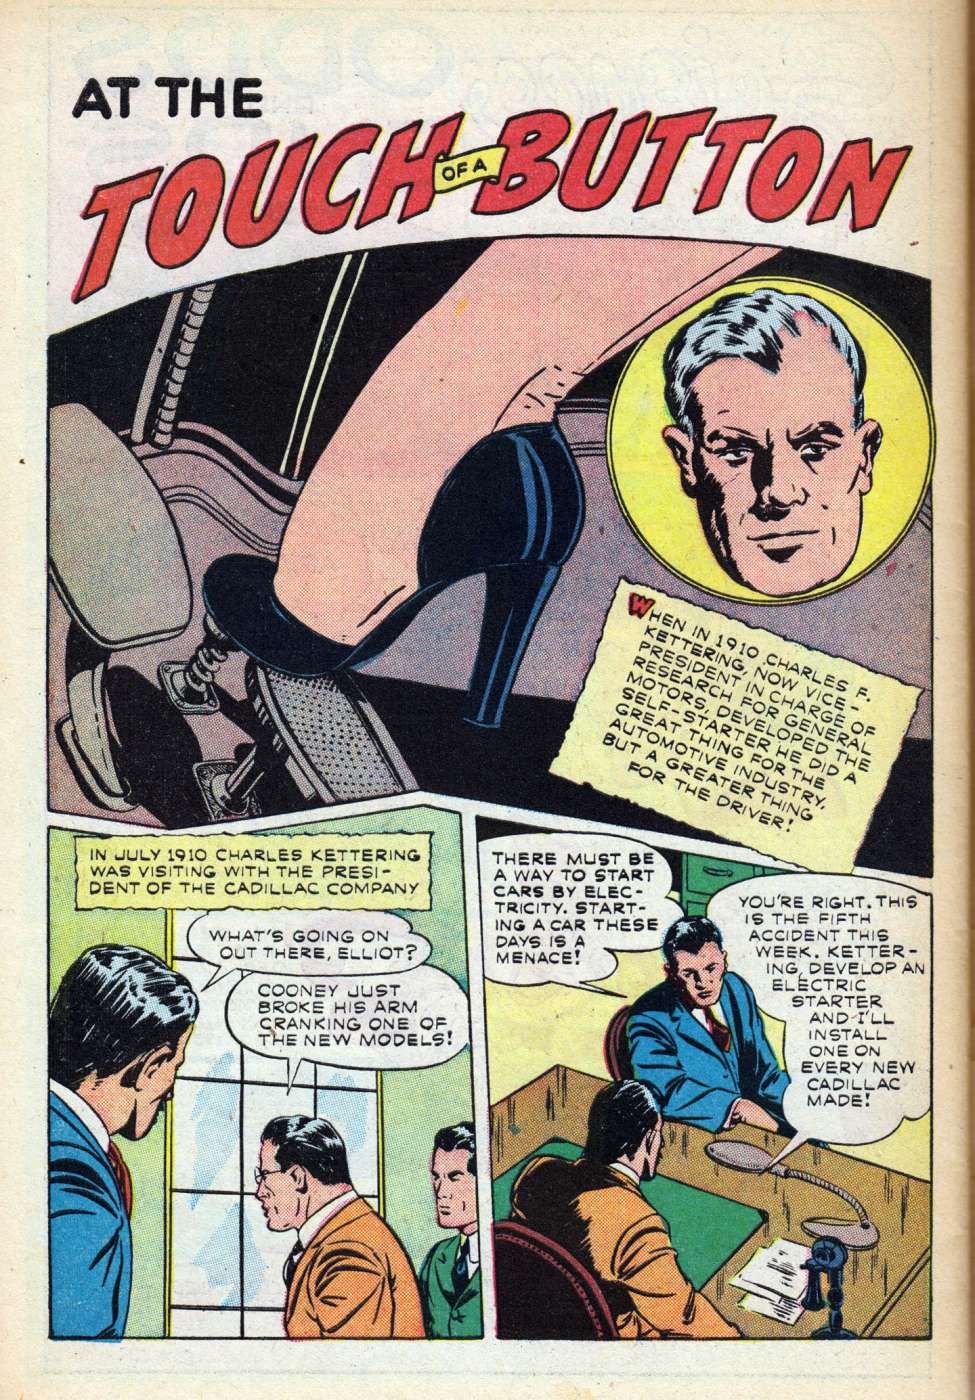 AT THE
TOUCH OF A BUTTON
WHEN IN 1910 CHARLES F.
KETTERING, NOW VICE-
PRESIDENT IN CHARGE OF
RESEARCH FOR GENERAL
MOTORS, DEVELOPED THE
SELF-STARTER HE DID A
GREAT THING FOR THE
AUTOMOTIVE INDUSTRY,
BUT A GREATER THING
FOR THE DRIVER!
IN JULY 1910 CHARLES KETTERING
WAS VISITING WITH THE PRESI-
DENT OF THE CADILLAC COMPANY
WHAT'S GOING ON
OUT THERE, ELLIOT?
COONEY JUST
BROKE HIS ARM
CRANKING ONE OF
THE NEW MODELS!
THERE MUST BE
A WAY TO START
CARS BY ELEC-
TRICITY. START-
ING A CAR THESE
DAYS IS A
MENACE!
YOU'RE RIGHT. THIS
IS THE FIFTH
ACCIDENT THIS
WEEK. KETTER-
ING, DEVELOP AN
ELECTRIC
STARTER
AND I'LL
INSTALL
ONE ON
EVERY NEW
CADILLAC
MADE!